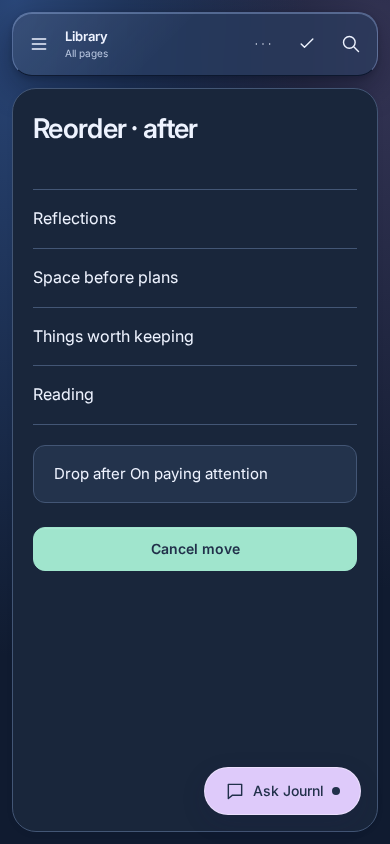 Library
All pages
Reorder · after
Reflections
Space before plans
Things worth keeping
Reading
Drop after On paying attention
Cancel move
Ask Journl